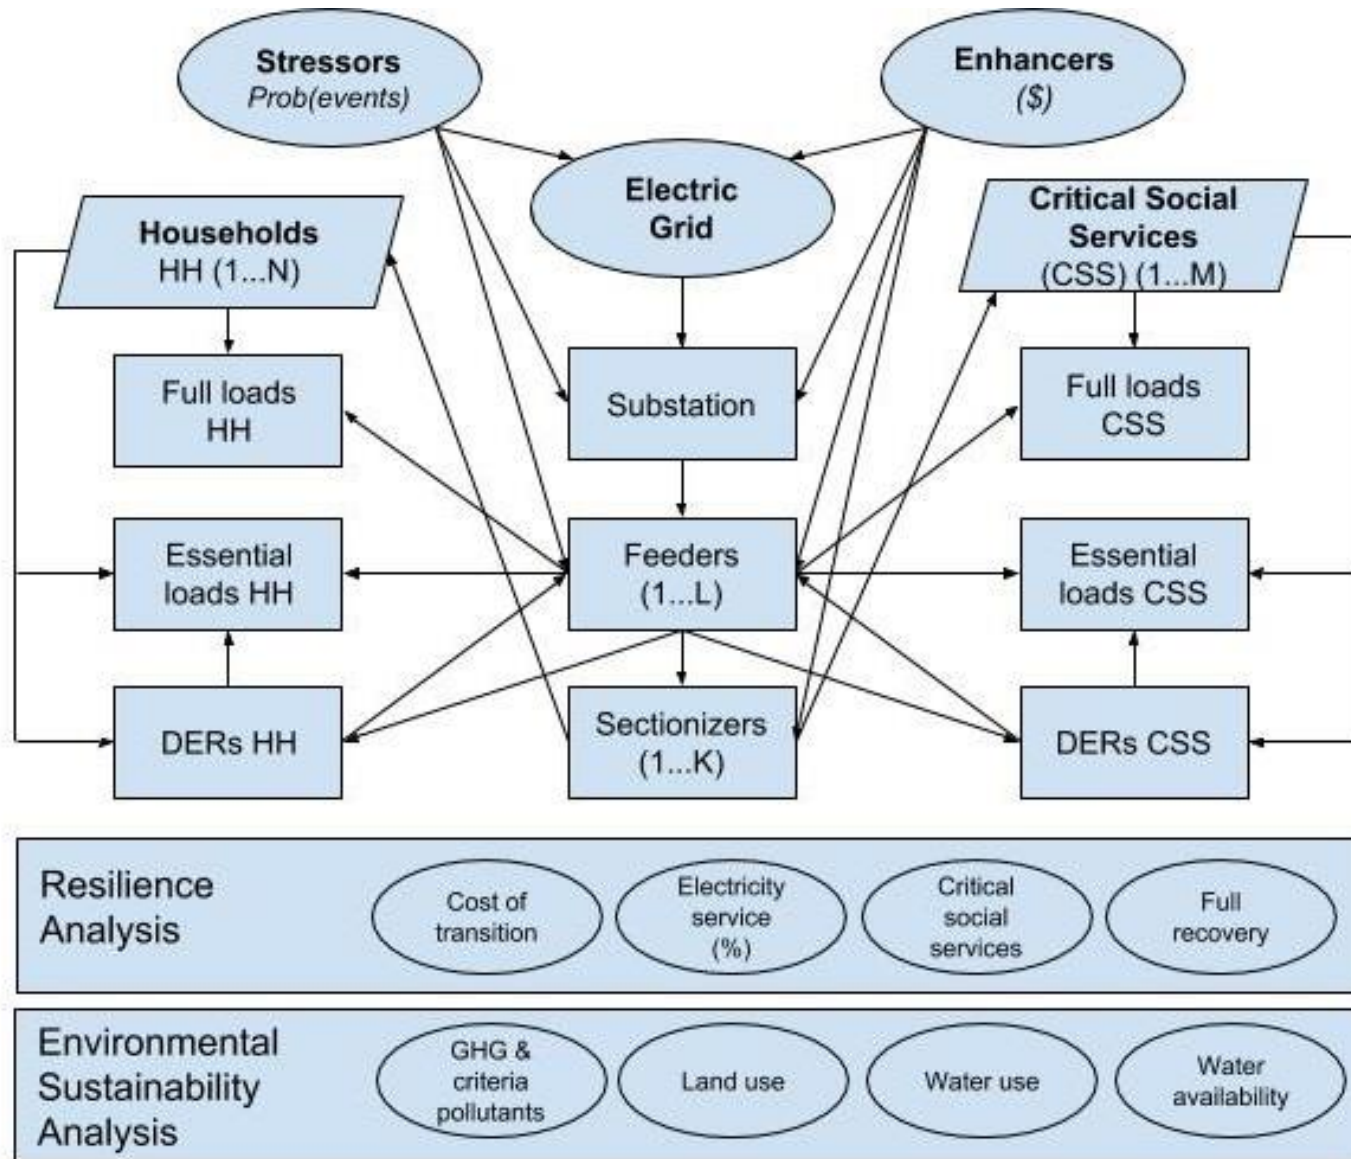 Stressors
Prob(events)
Enhancers
($)
Electric
Grid
Households
HH (1...N)
Critical Social
Services
(CSS) (1...M)
Full loads
HH
Substation
Full loads
CSS
Essential
loads HH
Feeders
(1...L)
Essential
loads CSS
DERs HH
Sectionizers
(1...K)
DERs CSS
Resilience
Analysis
Cost of
transition
Electricity
service
(%)
Critical
social
services
Full
recovery
Environmental
Sustainability
Analysis
GHG &
criteria
pollutants
Land use
Water use
Water
availability